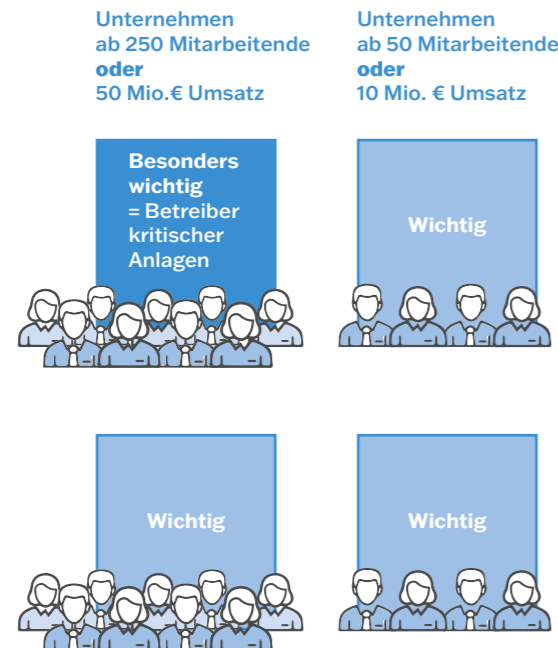 Unternehmen
ab 250 Mitarbeitende
oder
50 Mio.€ Umsatz
Unternehmen
ab 50 Mitarbeitende
oder
10 Mio. € Umsatz
Besonders
wichtig
= Betreiber
kritischer
Anlagen
Wichtig
Wichtig
Wichtig